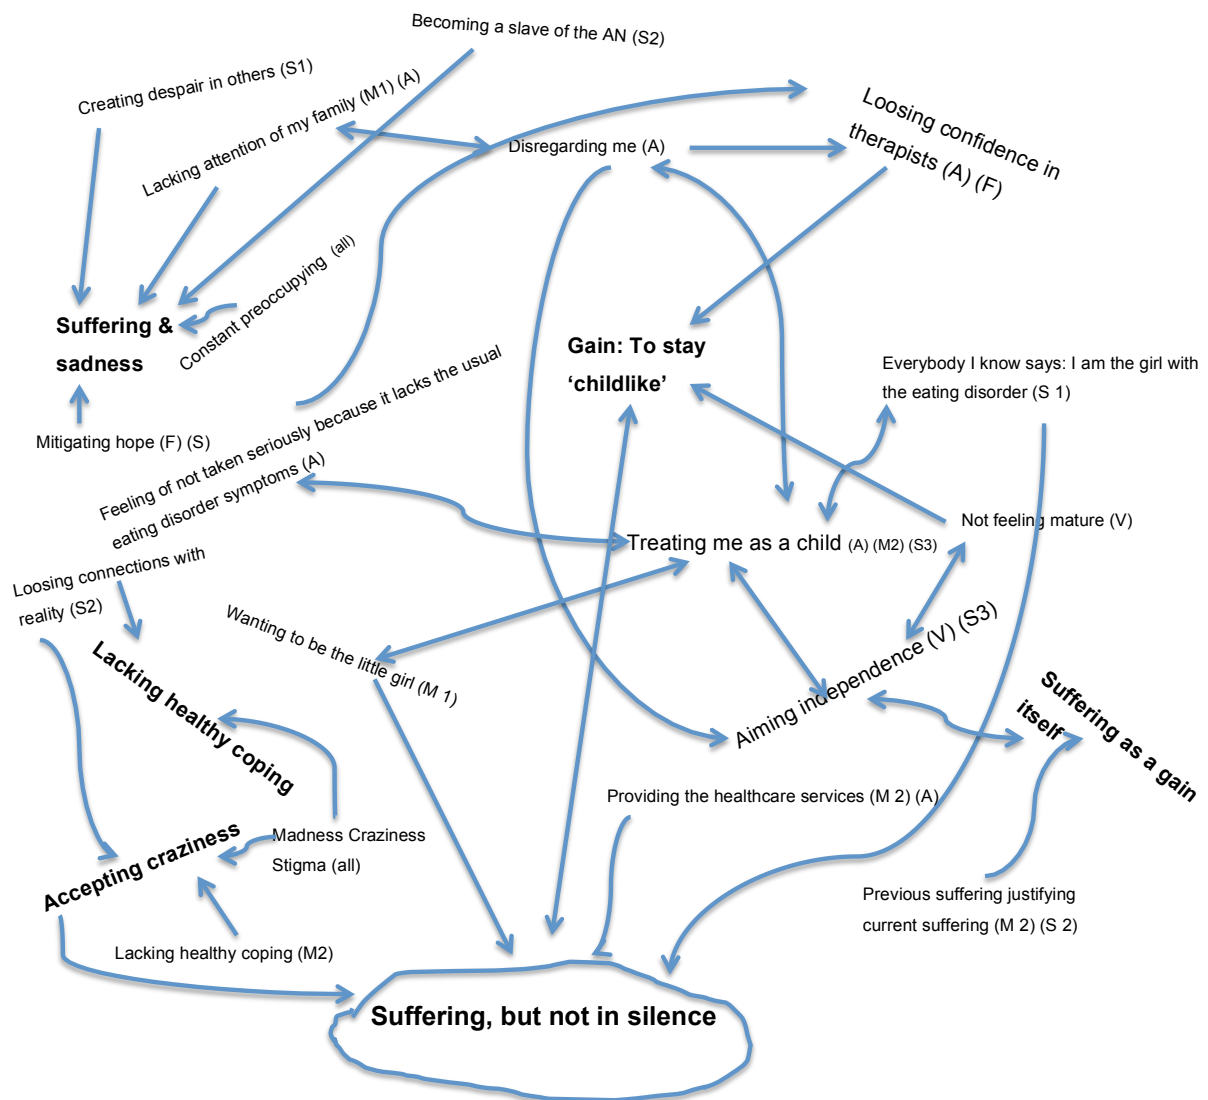 Becoming a slave of the AN (S2)
Creating despair in others (S1)
Lacking attention of my family (M1) (A)
Disregarding me (A)
Loosing confidence in
therapists (A) (F)
Constant preoccupying (all)
Suffering &
sadness
Mitigating hope (F) (S)
Gain: To stay
‘childlike’
Everybody I know says: I am the girl with
the eating disorder (S 1)
Feeling of not taken seriously because it lacks the usual
eating disorder symptoms (A)
Not feeling mature (V)
Treating me as a child (A) (M2) (S3)
Loosing connections with
reality (S2)
Wanting to be the little girl (M 1)
Lacking healthy coping
Aiming independence (V) (S3)
Suffering as a gain
itself
Providing the healthcare services (M 2) (A)
Madness Craziness
Stigma (all)
Accepting craziness
Previous suffering justifying
current suffering (M 2) (S 2)
Lacking healthy coping (M2)
Suffering, but not in silence